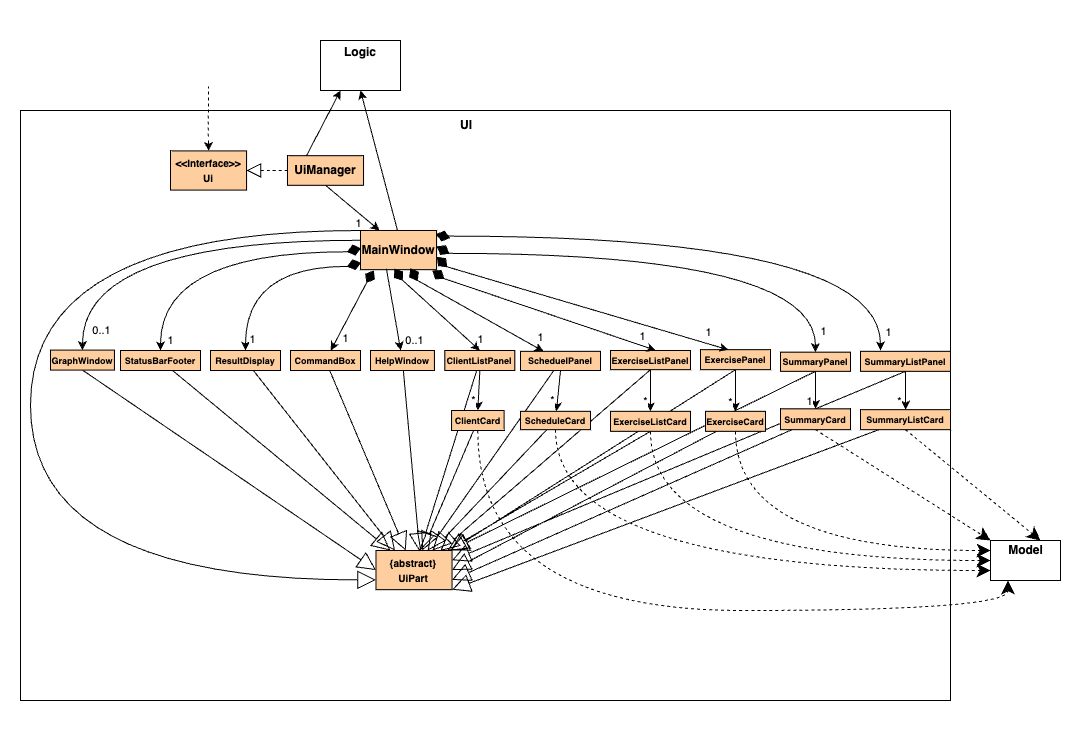 Logic
UI
<<Interface>>
Ui
UiManager
1
MainWindow
0..1
1
1
1
0..1
1
1
1
1
1
1
GraphWindow
StatusBarFooter
ResultDisplay
CommandBox
HelpWindow
ClientListPanel
ScheduelPanel
ExerciseListPanel
ExercisePanel
SummaryPanel
SummaryListPanel
*
*
*
*
1
*
ClientCard
ScheduleCard
ExerciseListCard
ExerciseCard
SummaryCard
SummaryListCard
{abstract}
UiPart
Model